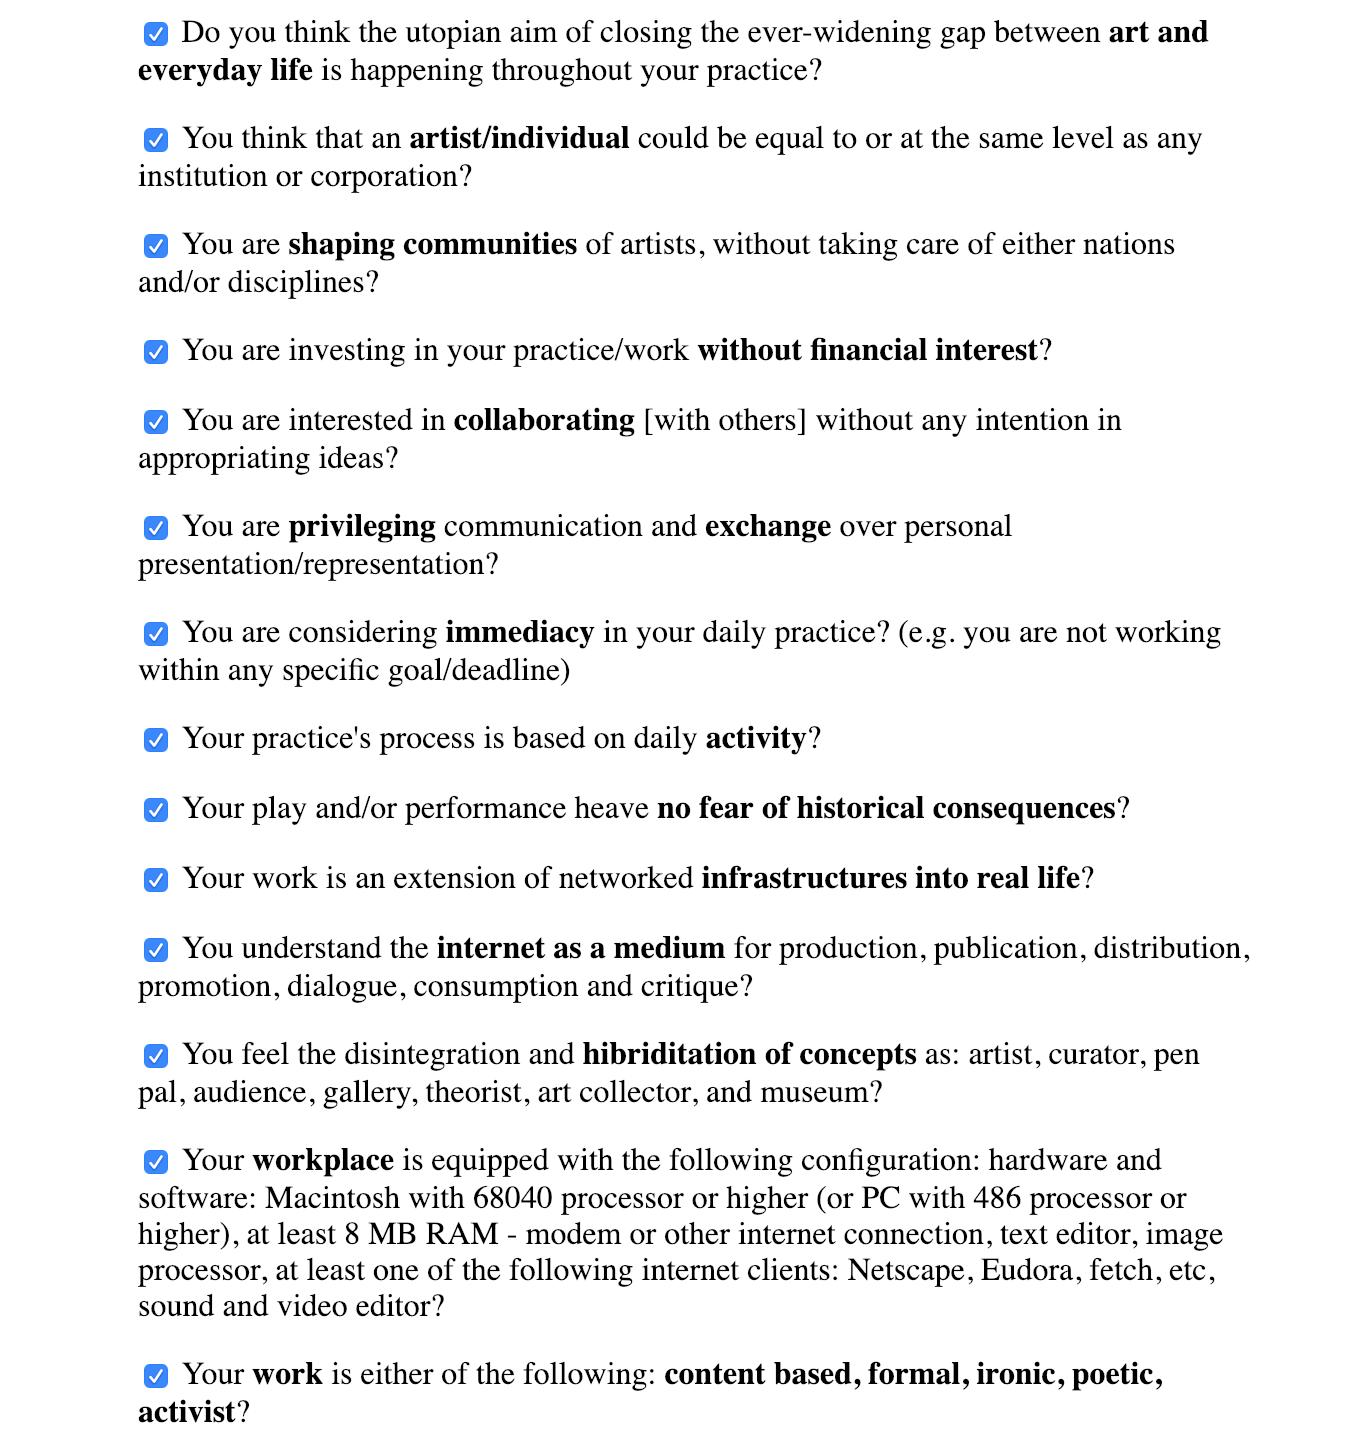 Do you think the utopian aim of closing the ever-widening gap between art and
everyday life is happening throughout your practice?
You think that an artist/individual could be equal to or at the same level as any
institution or corporation?
You are shaping communities of artists, without taking care of either nations
and/or disciplines?
You are investing in your practice/work without financial interest?
You are interested in collaborating [with others] without any intention in
appropriating ideas?
You are privileging communication and exchange over personal
presentation/representation?
You are considering immediacy in your daily practice? (e.g. you are not working
within any specific goal/deadline)
Your practice's process is based on daily activity?
Your play and/or performance heave no fear of historical consequences?
Your work is an extension of networked infrastructures into real life?
You understand the internet as a medium for production, publication, distribution,
promotion, dialogue, consumption and critique?
You feel the disintegration and hibriditation of concepts as: artist, curator, pen
pal, audience, gallery, theorist, art collector, and museum?
Your workplace is equipped with the following configuration: hardware and
software: Macintosh with 68040 processor or higher (or PC with 486 processor or
higher), at least 8 MB RAM - modem or other internet connection, text editor, image
processor, at least one of the following internet clients: Netscape, Eudora, fetch, etc,
sound and video editor?
Your work is either of the following: content based, formal, ironic, poetic,
activist?